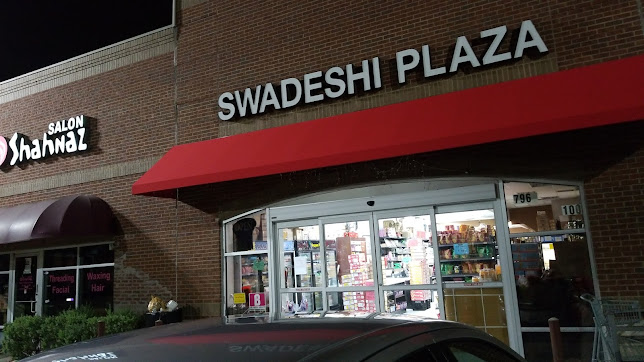 SWADESHI PLAZA
SALON
Shahnaz
796
100
Threading
Facial
Waxing
Hair